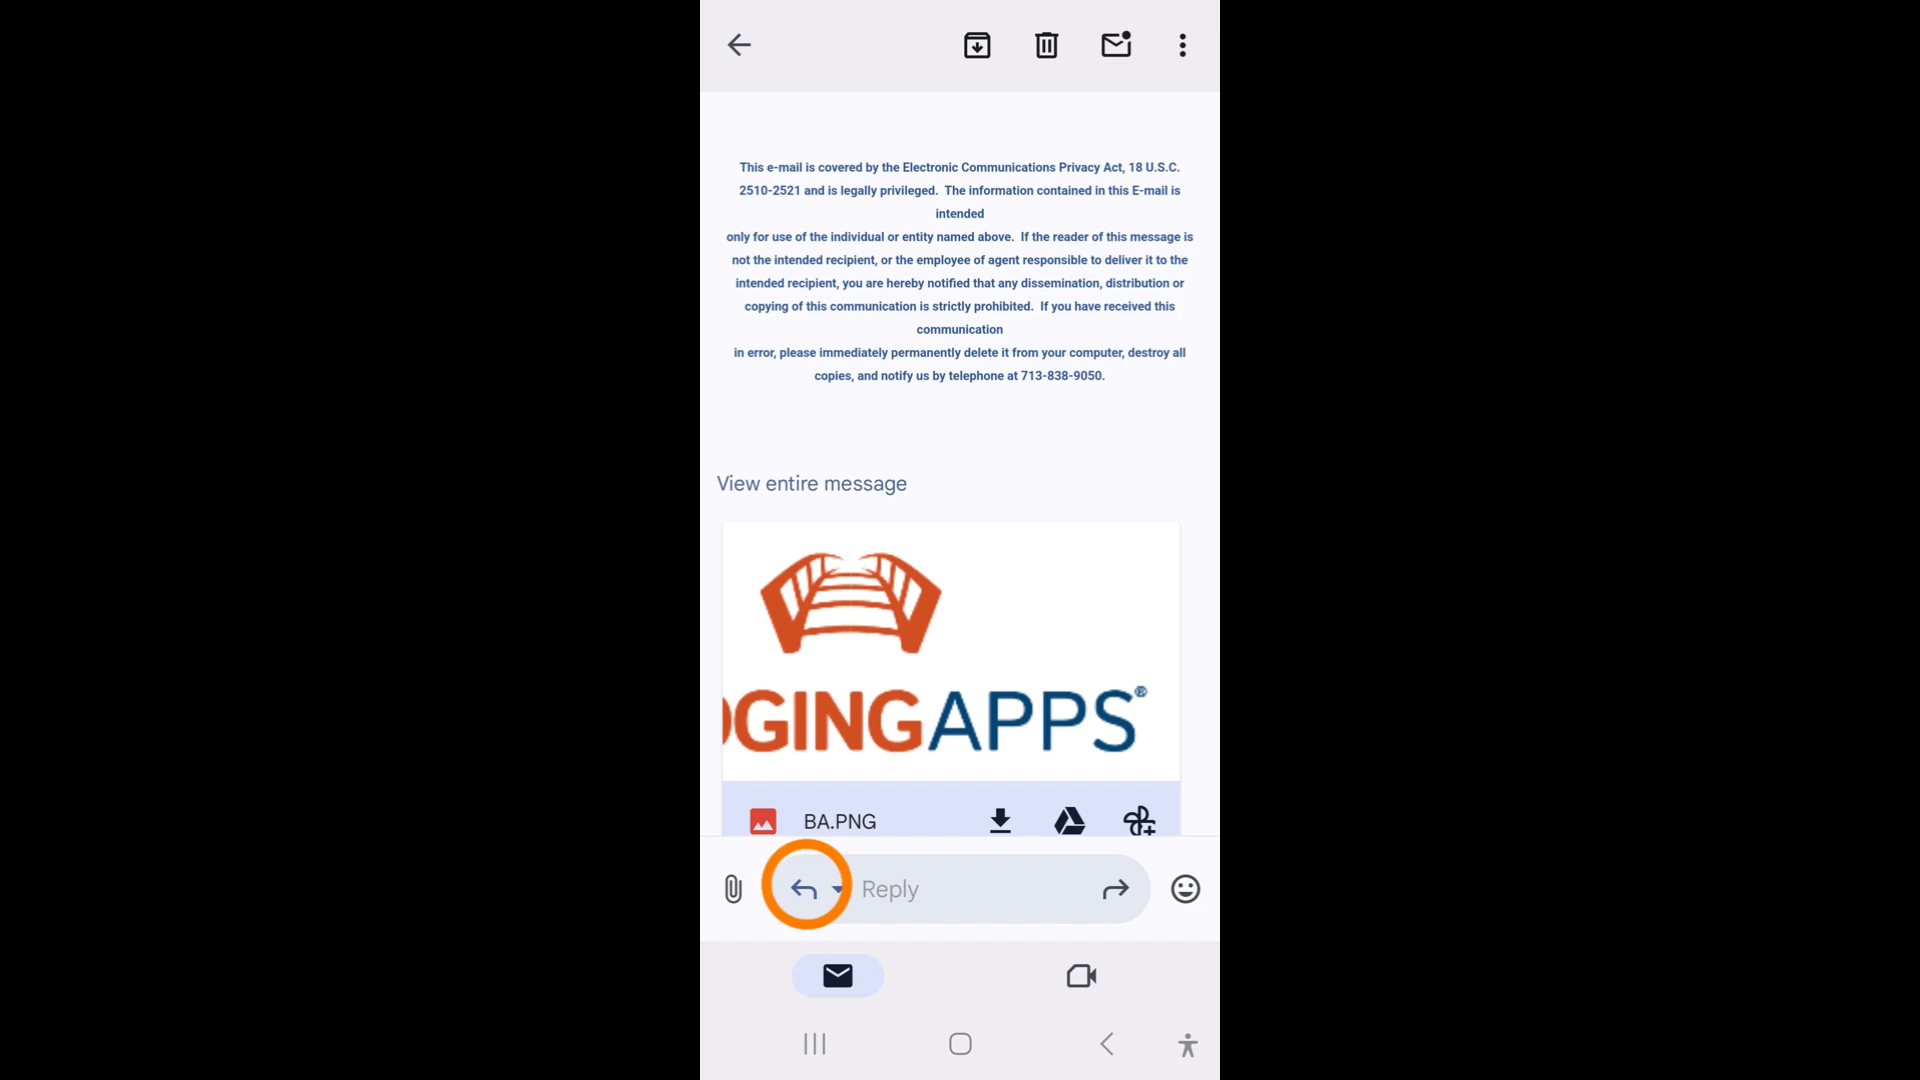 This e-mail is covered by the Electronic Communications Privacy Act, 18 U.S.C.
2510-2521 and is legally privileged.  The information contained in this E-mail is
intended
only for use of the individual or entity named above.  If the reader of this message is
not the intended recipient, or the employee of agent responsible to deliver it to the
intended recipient, you are hereby notified that any dissemination, distribution or
copying of this communication is strictly prohibited.  If you have received this
communication
in error, please immediately permanently delete it from your computer, destroy all
copies, and notify us by telephone at 713-838-9050.
View entire message
GINGAPPS®
BA.PNG
Reply